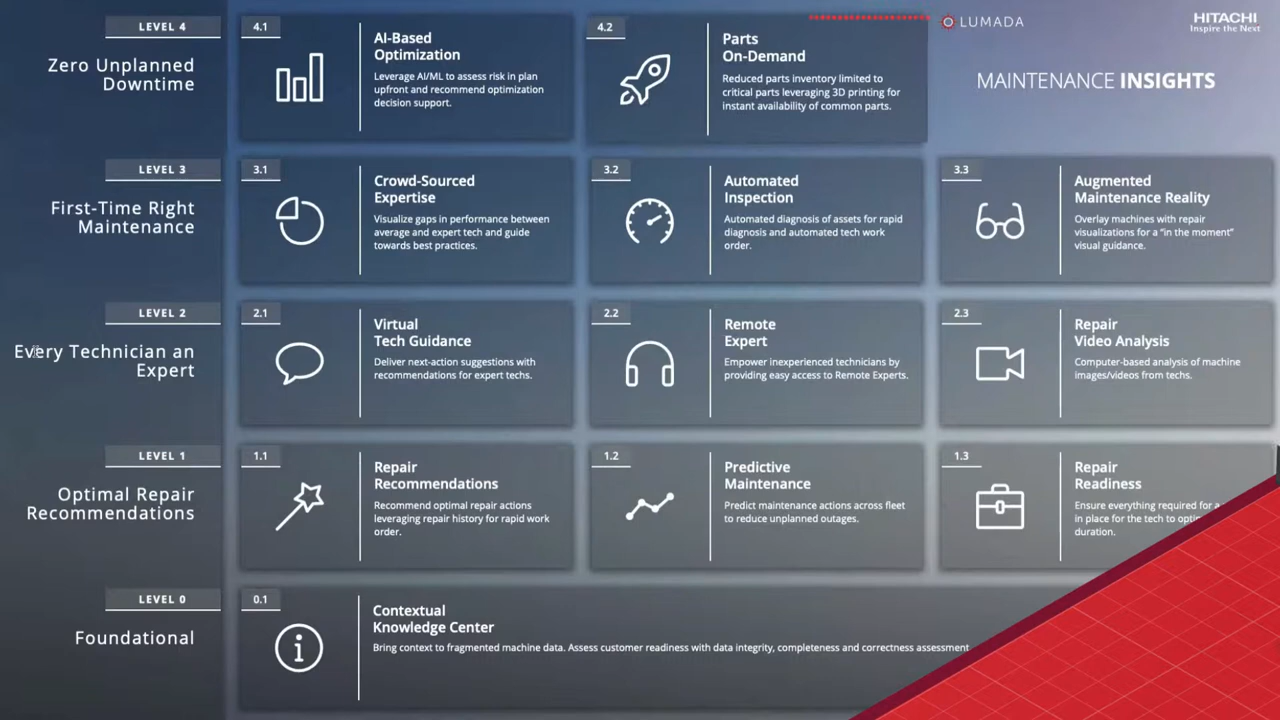 LUMADA
HITACHI
Inspire the Next
MAINTENANCE INSIGHTS
LEVEL 4
Zero Unplanned
Downtime
4.1
AI-Based
Optimization
Leverage AI/ML to assess risk in plan
upfront and recommend optimization
decision support.
4.2
Parts
On-Demand
Reduced parts inventory limited to
critical parts leveraging 3D printing for
instant availability of common parts.
LEVEL 3
First-Time Right
Maintenance
3.1
Crowd-Sourced
Expertise
Visualize gaps in performance between
average and expert tech and guide
towards best practices.
3.2
Automated
Inspection
Automated diagnosis of assets for rapid
diagnosis and automated tech work
order.
3.3
Augmented
Maintenance Reality
Overlay machines with repair
visualizations for a “in the moment”
visual guidance.
LEVEL 2
Every Technician an
Expert
2.1
Virtual
Tech Guidance
Deliver next-action suggestions with
recommendations for expert techs.
2.2
Remote
Expert
Empower inexperienced technicians by
providing easy access to Remote Experts.
2.3
Repair
Video Analysis
Computer-based analysis of machine
images/videos from techs.
LEVEL 1
Optimal Repair
Recommendations
1.1
Repair
Recommendations
Recommend optimal repair actions
leveraging repair history for rapid work
order.
1.2
Predictive
Maintenance
Predict maintenance actions across fleet
to reduce unplanned outages.
1.3
Repair
Readiness
Ensure everything required for a
in place for the tech to
duration.
LEVEL 0
Foundational
0.1
Contextual
Knowledge Center
Bring context to fragmented machine data. Assess customer readiness with data integrity, completeness and correctness assessment